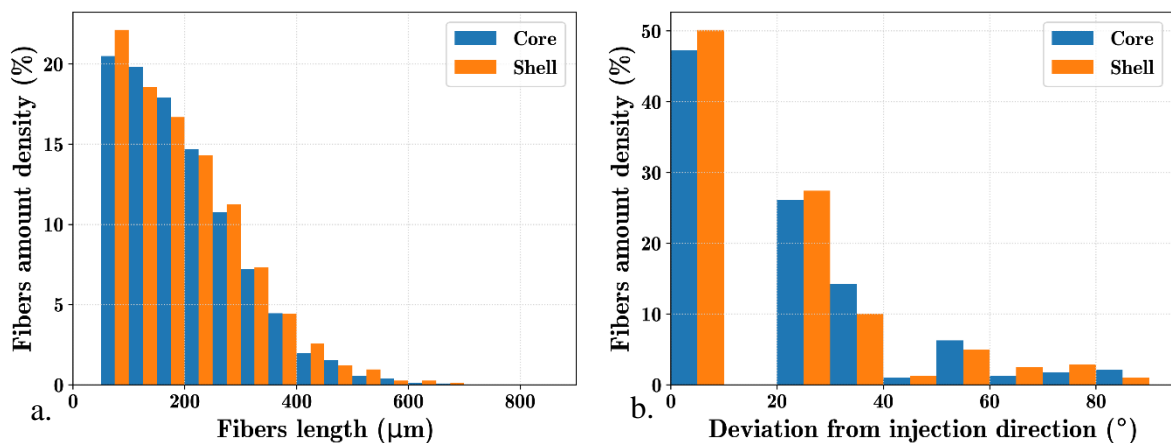 Fibers amount density (%)
20
15
10
5
0
Core
Shell
0
200
400
600
800
Fibers length (μm)
a.
Fibers amount density (%)
50
40
30
20
10
0
Core
Shell
0
20
40
60
80
Deviation from injection direction (°)
b.